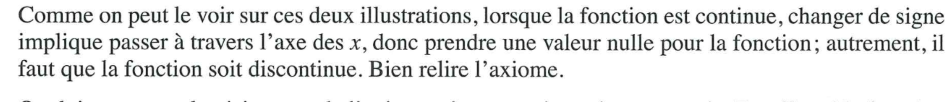 Comme on peut le voir sur ces deux illustrations, lorsque la fonction est continue, changer de signe
implique passer à travers l'axe des x, donc prendre une valeur nulle pour la fonction; autrement, il
faut que la fonction soit discontinue. Bien relire l'axiome.